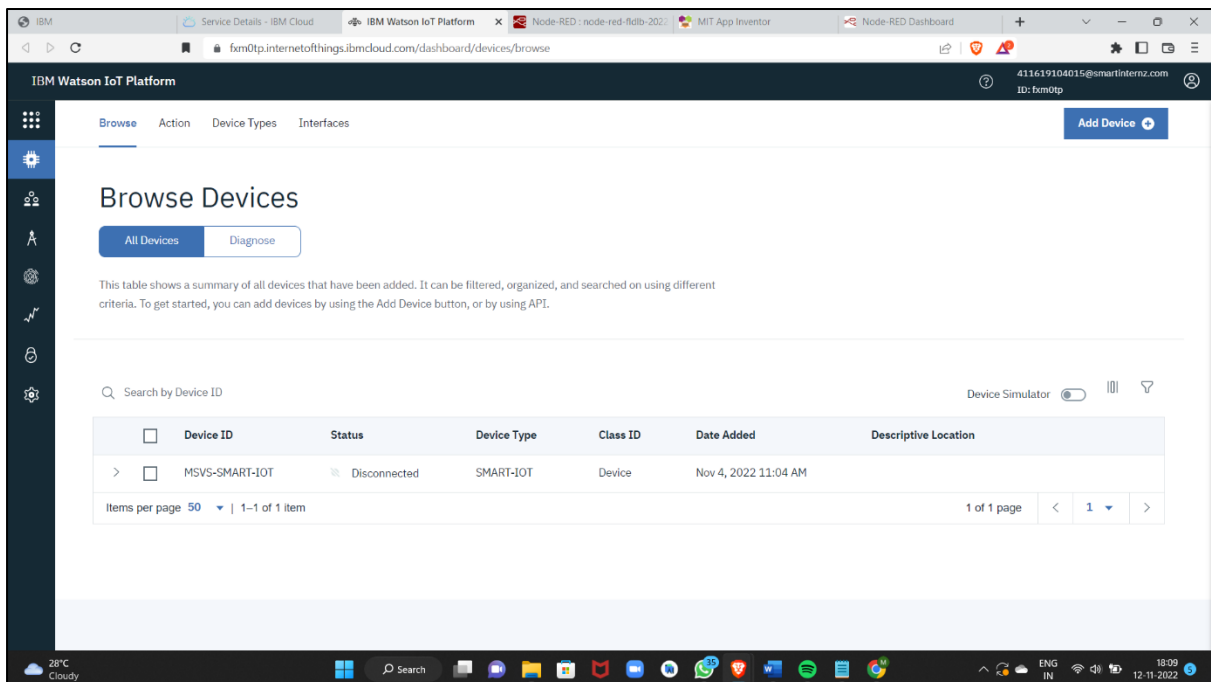 IBM
Service Details - IBM Cloud
IBM Watson IoT Platform
Node-RED : node-red-fldlb-2022
MIT App Inventor
Node-RED Dashboard
fxm0tp.internetofthings.ibmcloud.com/dashboard/devices/browse
IBM Watson IoT Platform
411619104015@smartinternz.com
ID: fxm0tp
Browse Action Device Types Interfaces
Add Device
Browse Devices
All Devices Diagnose
This table shows a summary of all devices that have been added. It can be filtered, organized, and searched on using different
criteria. To get started, you can add devices by using the Add Device button, or by using API.
Search by Device ID
Device Simulator
Device ID Status Device Type Class ID Date Added Descriptive Location
MSVS-SMART-IOT Disconnected SMART-IOT Device Nov 4, 2022 11:04 AM
Items per page 50 | 1–1 of 1 item
1 of 1 page < 1 >
28°C
Cloudy
Search
35
ENG
IN
18:09
12-11-2022
5